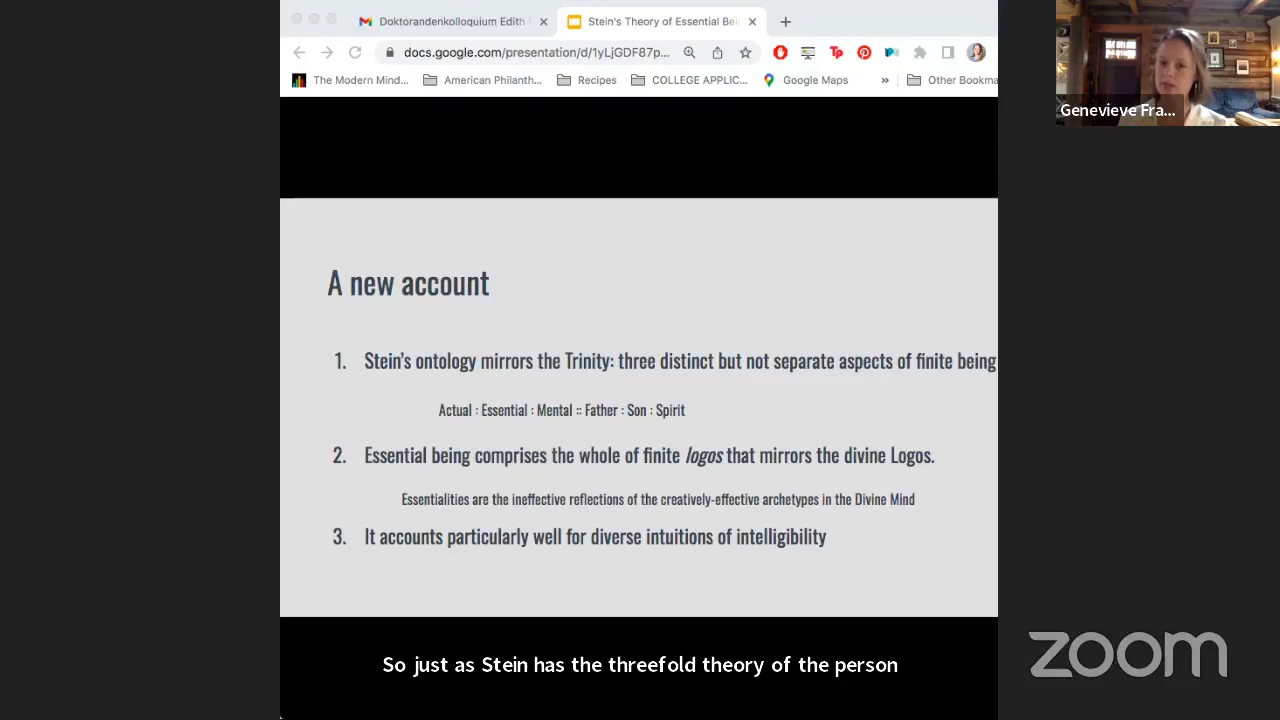 Doktorandenkolloquium Edith
Stein's Theory of Essential Bei
docs.google.com/presentation/d/1yLjGDF87p...
The Modern Mind...
American Philanth...
Recipes
COLLEGE APPLIC...
Google Maps
Other Bookma
Genevieve Fra...
A new account
1. Stein's ontology mirrors the Trinity: three distinct but not separate aspects of finite being
Actual : Essential : Mental :: Father : Son : Spirit
2. Essential being comprises the whole of finite logos that mirrors the divine Logos.
Essentialities are the ineffective reflections of the creatively-effective archetypes in the Divine Mind
3. It accounts particularly well for diverse intuitions of intelligibility
zoom
So just as Stein has the threefold theory of the person